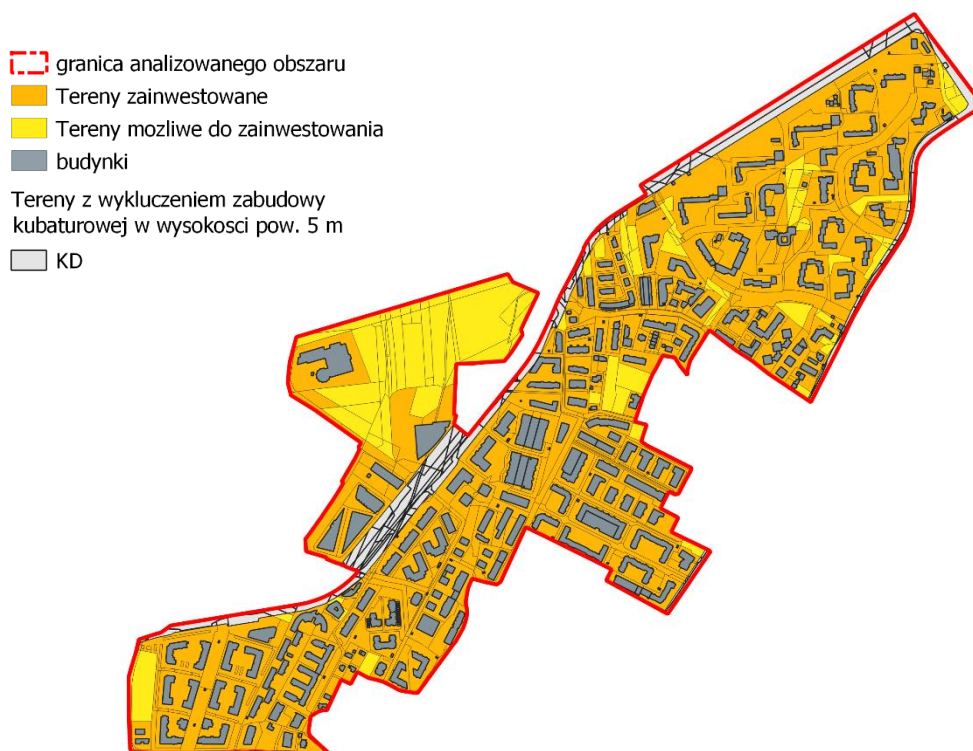 granica analizowanego obszaru
Tereny zainwestowane
Tereny mozliwe do zainwestowania
budynki
Tereny z wykluczeniem zabudowy
kubaturowej w wysokosci pow. 5 m
KD